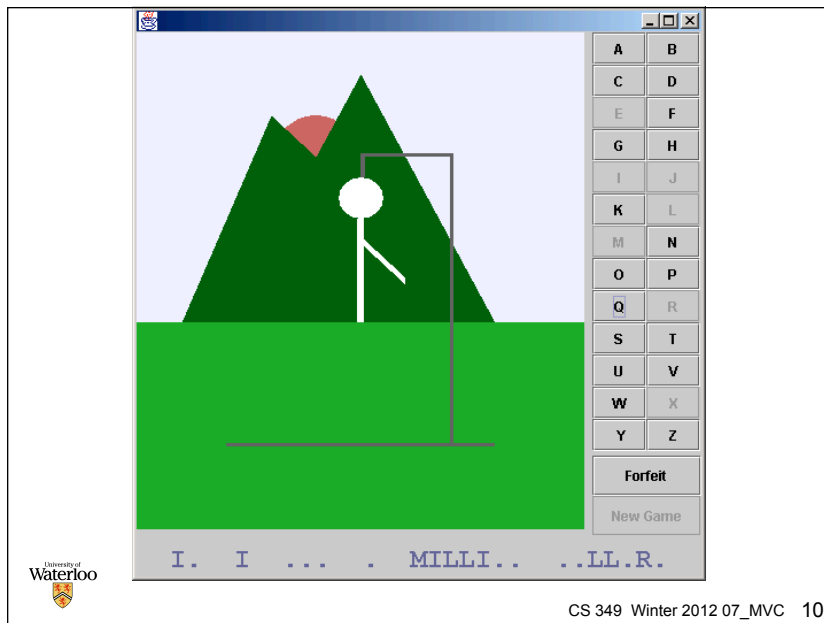 A B
C D
E F
G H
I J
K L
M N
O P
Q R
S T
U V
W X
Y Z
Forfeit
New Game
I. I ... . MILLI.. ..LL.R.
University of
Waterloo
CS 349 Winter 2012 07_MVC 10